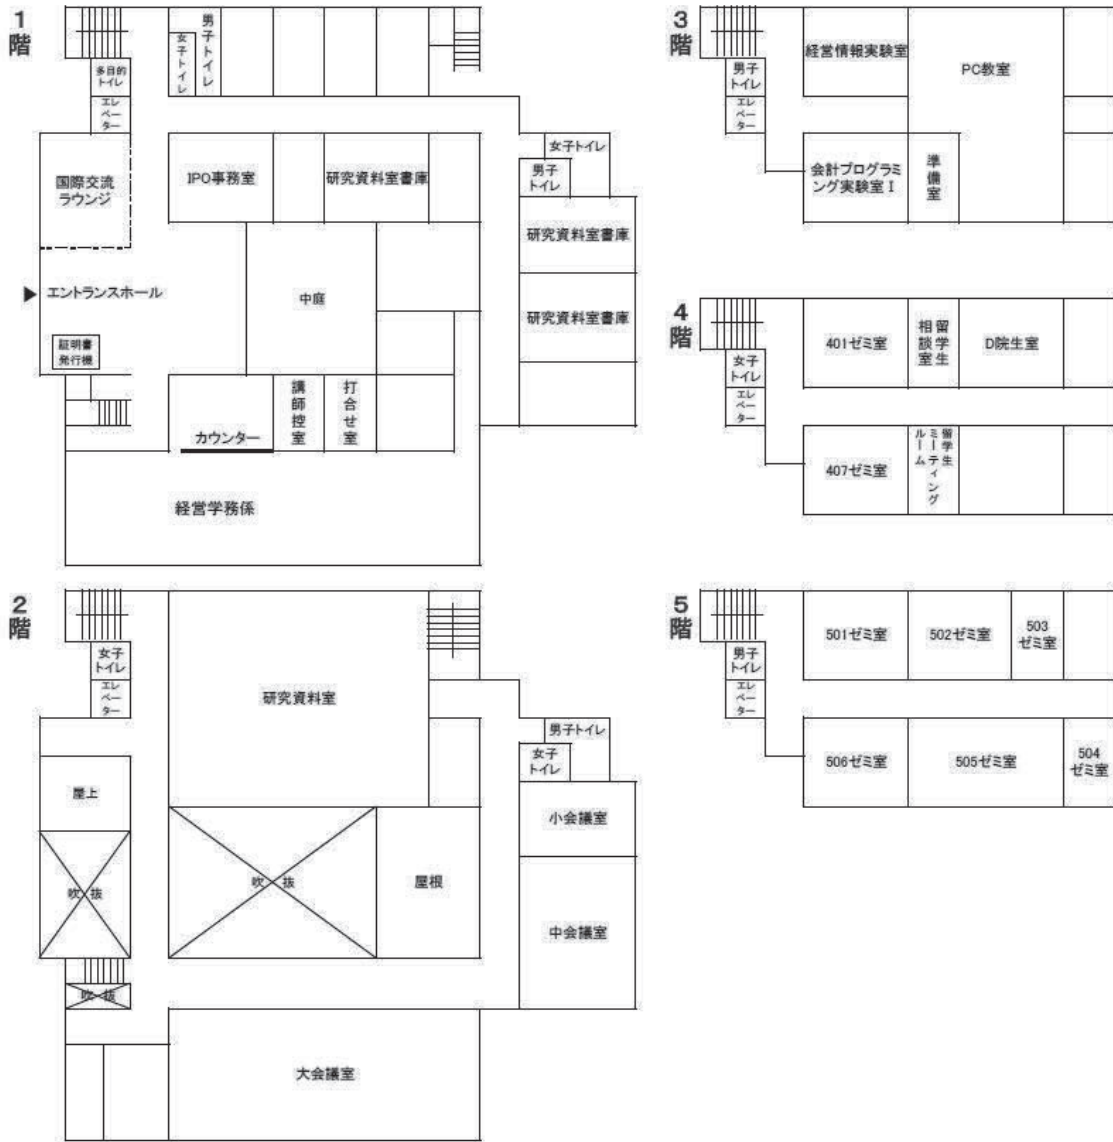 1
階
男子トイレ
女子トイレ
多目的
トイレ
エレ
ベー
ター
国際交流
ラウンジ
IPO事務室
研究資料室書庫
女子トイレ
男子
トイレ
研究資料室書庫
研究資料室書庫
エントランスホール
中庭
証明書
発行機
カウンター
講師控室
打合せ室
経営学務係
2
階
女子
トイレ
エレ
ベー
ター
研究資料室
男子トイレ
女子
トイレ
屋上
小会議室
吹 抜
吹 抜
屋根
中会議室
吹 抜
大会議室
3
階
男子
トイレ
エレ
ベー
ター
経営情報実験室
PC教室
会計プログラミ
ング実験室Ⅰ
準備室
4
階
女子
トイレ
エレ
ベー
ター
401ゼミ室
留学生
相談室
D院生室
407ゼミ室
留学生
ミーティング
ルーム
5
階
男子
トイレ
エレ
ベー
ター
501ゼミ室
502ゼミ室
503
ゼミ室
506ゼミ室
505ゼミ室
504
ゼミ室